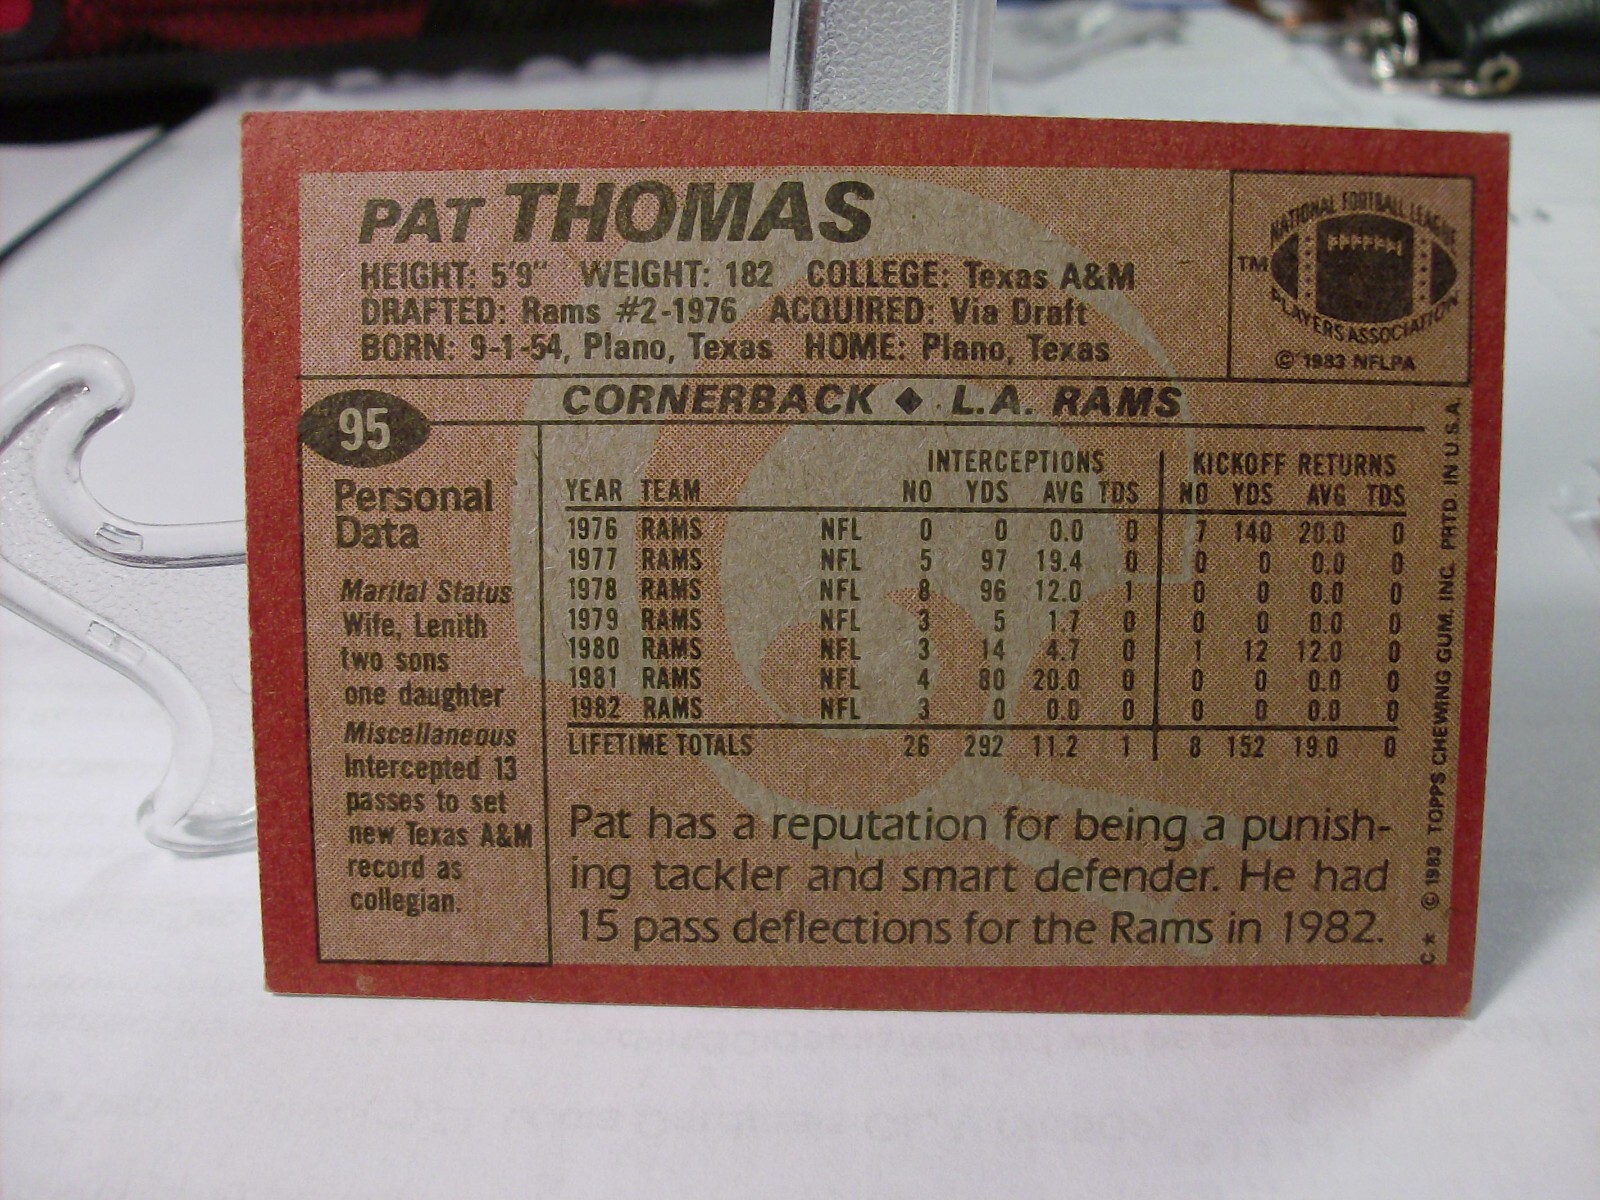 PAT THOMAS
HEIGHT: 5'9" WEIGHT: 182 COLLEGE: Texas A&M
DRAFTED: Rams #2-1976 ACQUIRED: Via Draft
BORN: 9-1-54, Plano, Texas HOME: Plano, Texas
NATIONAL FOOTBALL LEAGUE
TM
PLAYERS ASSOCIATION
© 1983 NFLPA
95
CORNERBACK ♦ L.A. RAMS
Personal
Data
Marital Status
Wife, Lenith
two sons
one daughter
Miscellaneous
Intercepted 13
passes to set
new Texas A&M
record as
collegian.
INTERCEPTIONS KICKOFF RETURNS
YEAR TEAM NO YDS AVG TDS NO YDS AVG TDS
1976 RAMS NFL 0 0 0.0 0 7 140 20.0 0
1977 RAMS NFL 5 97 19.4 0 0 0 0.0 0
1978 RAMS NFL 8 96 12.0 1 0 0 0.0 0
1979 RAMS NFL 3 5 1.7 0 0 0 0.0 0
1980 RAMS NFL 3 14 4.7 0 1 12 12.0 0
1981 RAMS NFL 4 80 20.0 0 0 0 0.0 0
1982 RAMS NFL 3 0 0.0 0 0 0 0.0 0
LIFETIME TOTALS 26 292 11.2 1 8 152 19.0 0
Pat has a reputation for being a punish-
ing tackler and smart defender. He had
15 pass deflections for the Rams in 1982.
C★ © 1983 TOPPS CHEWING GUM. INC. PRTD IN U.S.A.